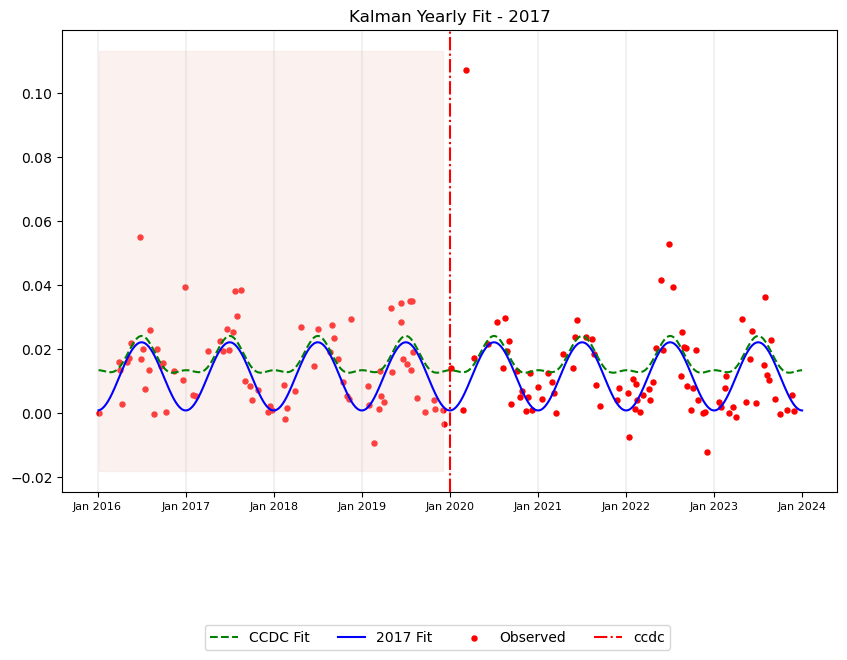 Kalman Yearly Fit - 2017
0.10
0.08
0.06
0.04
0.02
0.00
−0.02
Jan 2016 Jan 2017 Jan 2018 Jan 2019 Jan 2020 Jan 2021 Jan 2022 Jan 2023 Jan 2024
CCDC Fit 2017 Fit Observed ccdc